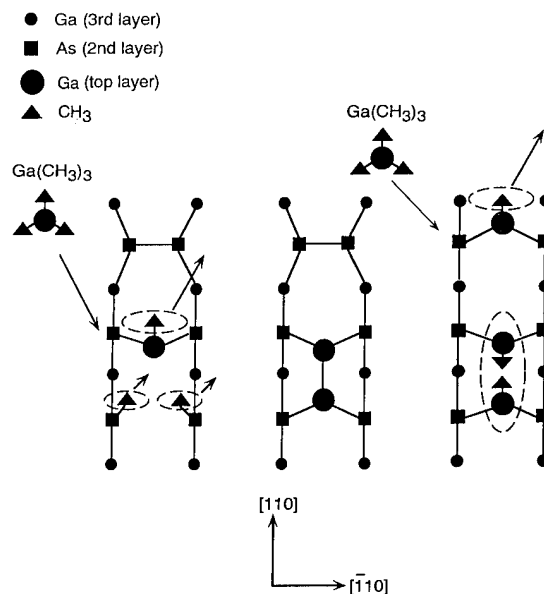 Ga (3rd layer)
As (2nd layer)
Ga (top layer)
CH3
Ga(CH3)3
Ga(CH3)3
[110]
[1̄10]